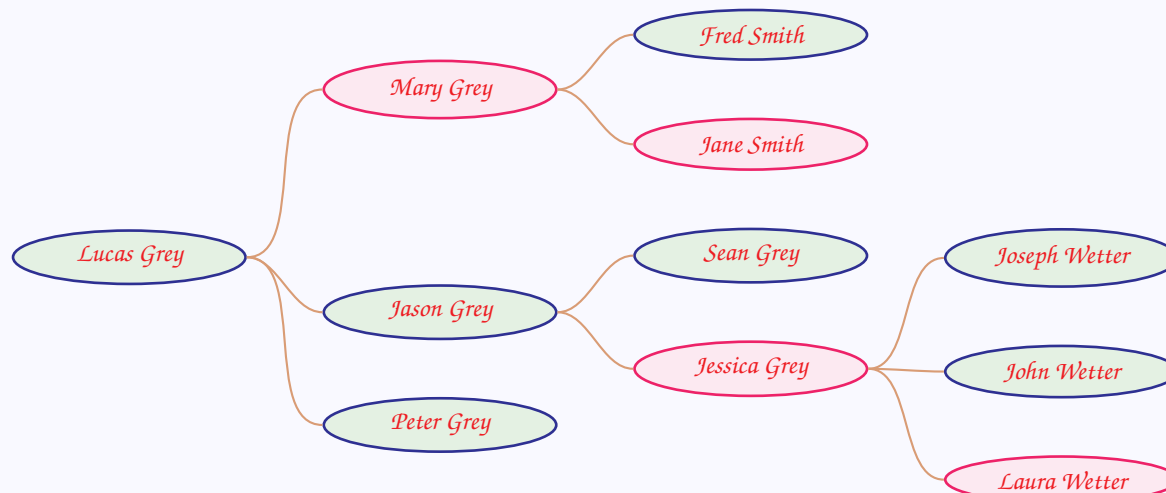 Fred Smith
Mary Grey
Jane Smith
Lucas Grey
Sean Grey
Joseph Wetter
Jason Grey
Jessica Grey
John Wetter
Peter Grey
Laura Wetter